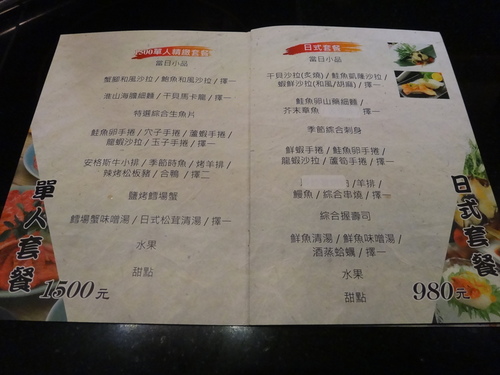 1500單人精緻套餐
當日小品
蟹腳和風沙拉 / 鮑魚和風沙拉 / 擇一
淮山海膽細麵 / 干貝馬卡龍 / 擇一
特選綜合生魚片
鮭魚卵手捲 / 穴子手捲 / 蘆蝦手捲 /
龍蝦沙拉 / 玉子手捲 / 擇一
安格斯牛小排 / 季節時魚 / 烤羊排 /
辣烤松板豬 / 合鴨 / 擇二
鹽烤鱈場蟹
鱈場蟹味噌湯 / 日式松茸清湯 / 擇一
水果
甜點
單人套餐
1500元
日式套餐
當日小品
干貝沙拉(炙燒) / 鮭魚凱薩沙拉 /
蝦鮮沙拉(和風/胡麻) / 擇一
鮭魚卵山藥細麵 /
芥末章魚 擇一
季節綜合刺身
鮮蝦手捲 / 鮭魚卵手捲 /
龍蝦沙拉 / 蘆筍手捲 / 擇一
/羊排 /
鰻魚 / 綜合串燒 / 擇一
綜合握壽司
鮮魚清湯 / 鮮魚味噌湯 /
酒蒸蛤蠣 / 擇一
水果
甜點
日式套餐
980元